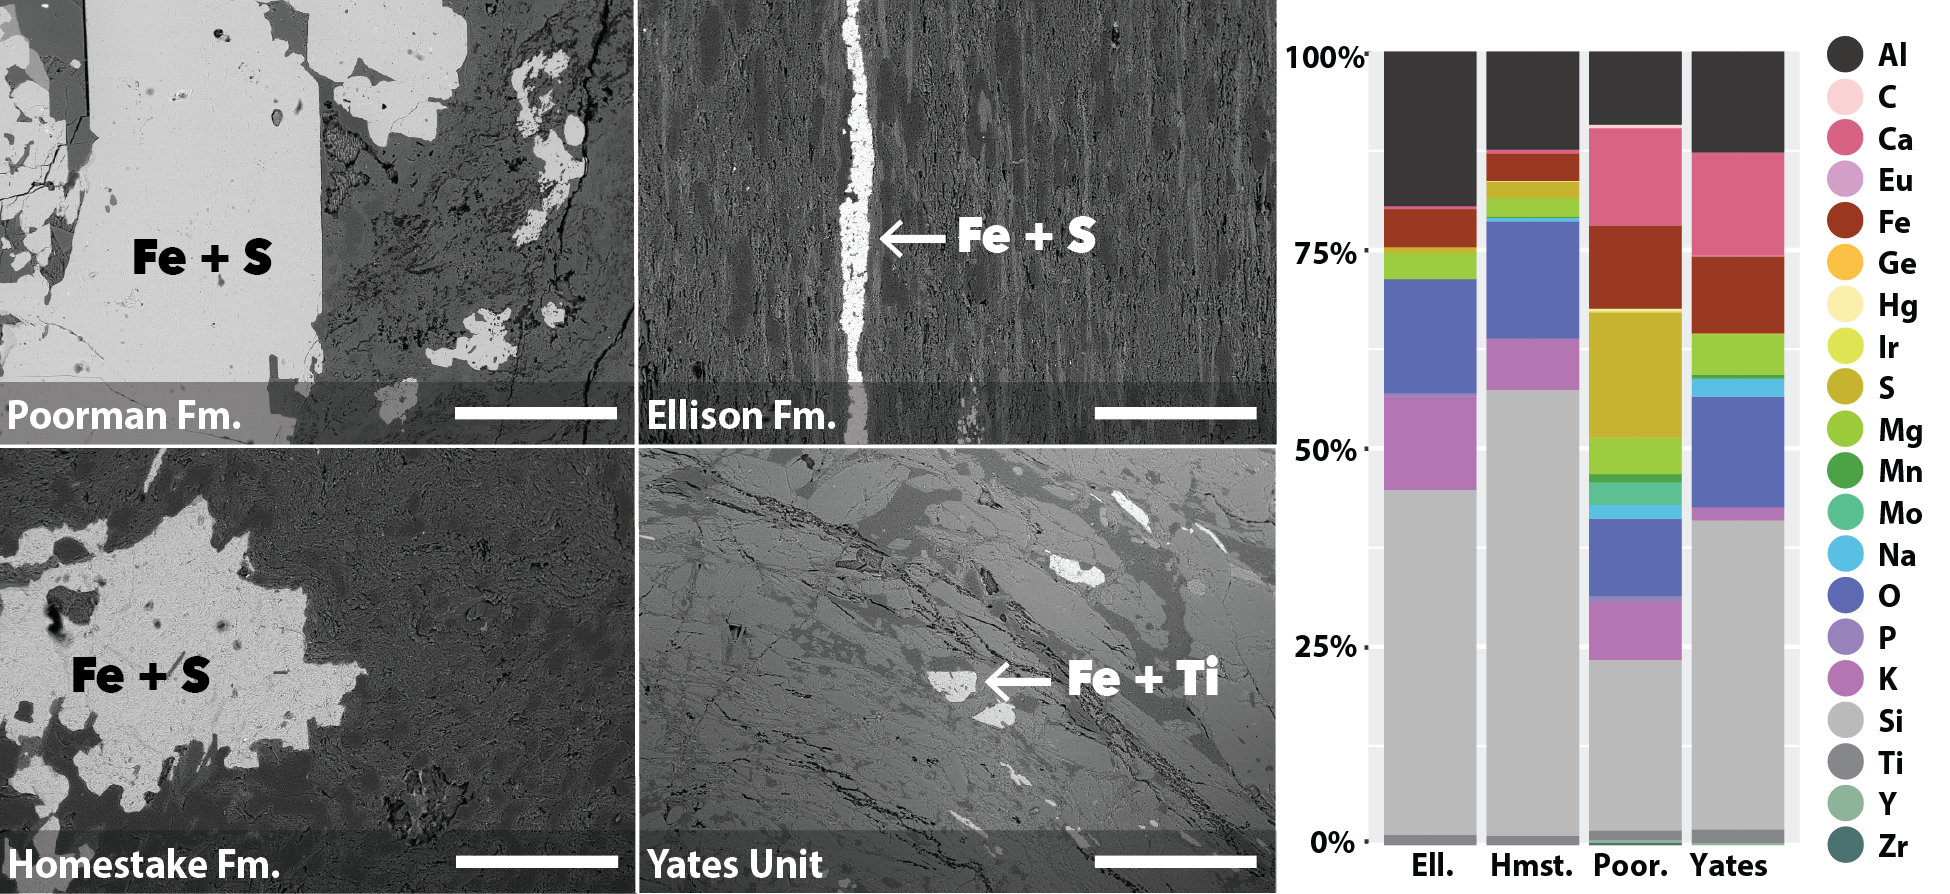 Fe + S
Poorman Fm.
Fe + S
Ellison Fm.
Fe + S
Homestake Fm.
Fe + Ti
Yates Unit
100%
75%
50%
25%
0%
Ell.
Hmst.
Poor.
Yates
Al
C
Ca
Eu
Fe
Ge
Hg
Ir
S
Mg
Mn
Mo
Na
O
P
K
Si
Ti
Y
Zr